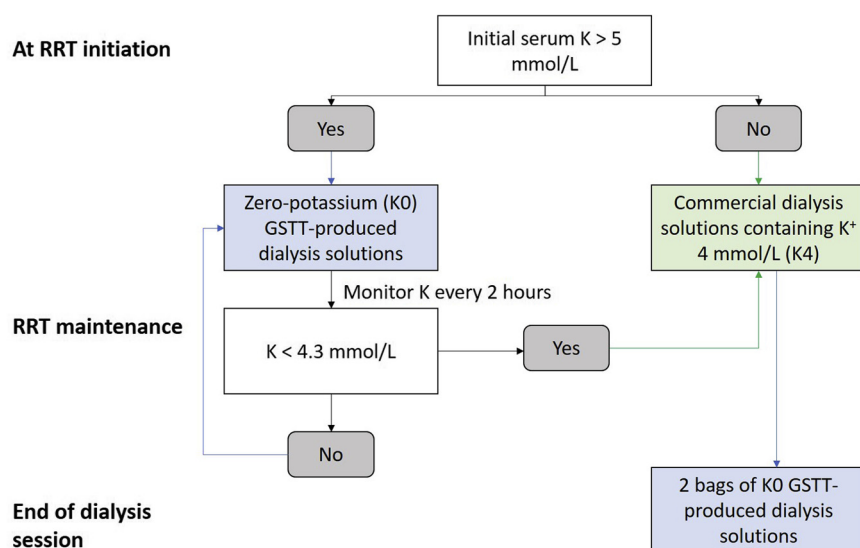 At RRT initiation
Initial serum K > 5
mmol/L
Yes
No
Zero-potassium (K0)
GSTT-produced
dialysis solutions
Commercial dialysis
solutions containing K⁺
4 mmol/L (K4)
Monitor K every 2 hours
RRT maintenance
K < 4.3 mmol/L
Yes
No
End of dialysis
session
2 bags of K0 GSTT-
produced dialysis
solutions